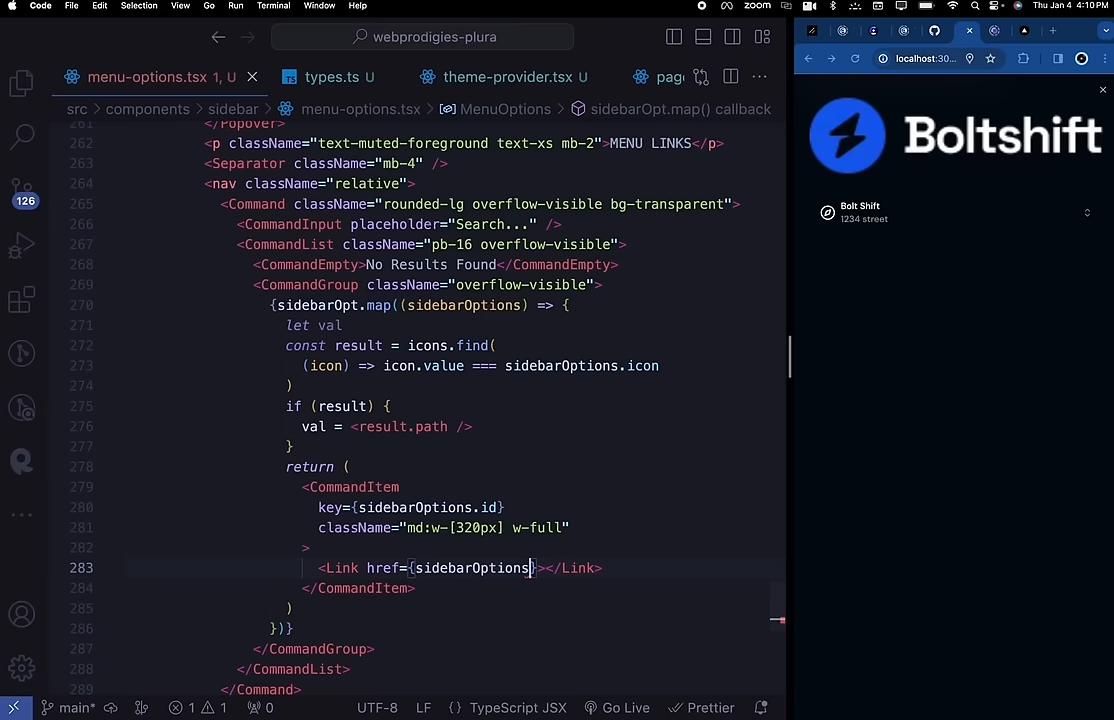 Code File Edit Selection View Go Run Terminal Window Help zoom Thu Jan 4 4:10 PM
webprodigies-plura
localhost:30...
menu-options.tsx 1, U types.ts U theme-provider.tsx U pag
src > components > sidebar > menu-options.tsx > MenuOptions > sidebarOpt.map() callback
261 </Popover>
262 <p className="text-muted-foreground text-xs mb-2">MENU LINKS</p>
263 <Separator className="mb-4" />
264 <nav className="relative">
265 <Command className="rounded-lg overflow-visible bg-transparent">
266 <CommandInput placeholder="Search..." />
267 <CommandList className="pb-16 overflow-visible">
268 <CommandEmpty>No Results Found</CommandEmpty>
269 <CommandGroup className="overflow-visible">
270 {sidebarOpt.map((sidebarOptions) => {
271 let val
272 const result = icons.find(
273 (icon) => icon.value === sidebarOptions.icon
274 )
275 if (result) {
276 val = <result.path />
277 }
278 return (
279 <CommandItem
280 key={sidebarOptions.id}
281 className="md:w-[320px] w-full"
282 >
283 <Link href={sidebarOptions}></Link>
284 </CommandItem>
285 )
286 })}
287 </CommandGroup>
288 </CommandList>
289 </Command>
126
Boltshift
Bolt Shift
1234 street
main* 1 1 0 UTF-8 LF {} TypeScript JSX Go Live Prettier